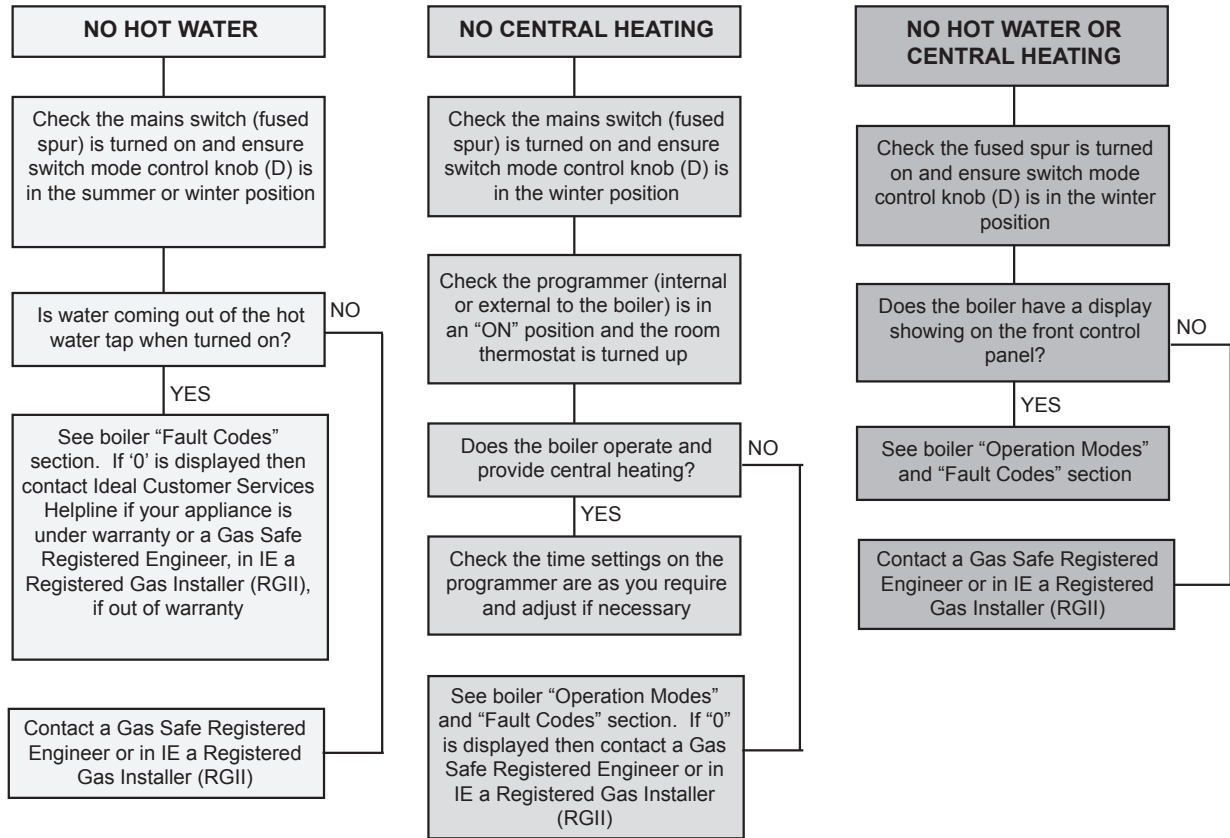 NO HOT WATER
Check the mains switch (fused
spur) is turned on and ensure
switch mode control knob (D) is
in the summer or winter position
Is water coming out of the hot
water tap when turned on?
NO
YES
See boiler “Fault Codes”
section.  If ‘0’ is displayed then
contact Ideal Customer Services
Helpline if your appliance is
under warranty or a Gas Safe
Registered Engineer, in IE a
Registered Gas Installer (RGII),
if out of warranty
Contact a Gas Safe Registered
Engineer or in IE a Registered
Gas Installer (RGII)
NO CENTRAL HEATING
Check the mains switch (fused
spur) is turned on and ensure
switch mode control knob (D) is
in the winter position
Check the programmer (internal
or external to the boiler) is in
an “ON” position and the room
thermostat is turned up
Does the boiler operate and
provide central heating?
NO
YES
Check the time settings on the
programmer are as you require
and adjust if necessary
See boiler “Operation Modes”
and “Fault Codes” section.  If “0”
is displayed then contact a Gas
Safe Registered Engineer or in
IE a Registered Gas Installer
(RGII)
NO HOT WATER OR
CENTRAL HEATING
Check the fused spur is turned
on and ensure switch mode
control knob (D) is in the winter
position
Does the boiler have a display
showing on the front control
panel?
NO
YES
See boiler “Operation Modes”
and “Fault Codes” section
Contact a Gas Safe Registered
Engineer or in IE a Registered
Gas Installer (RGII)